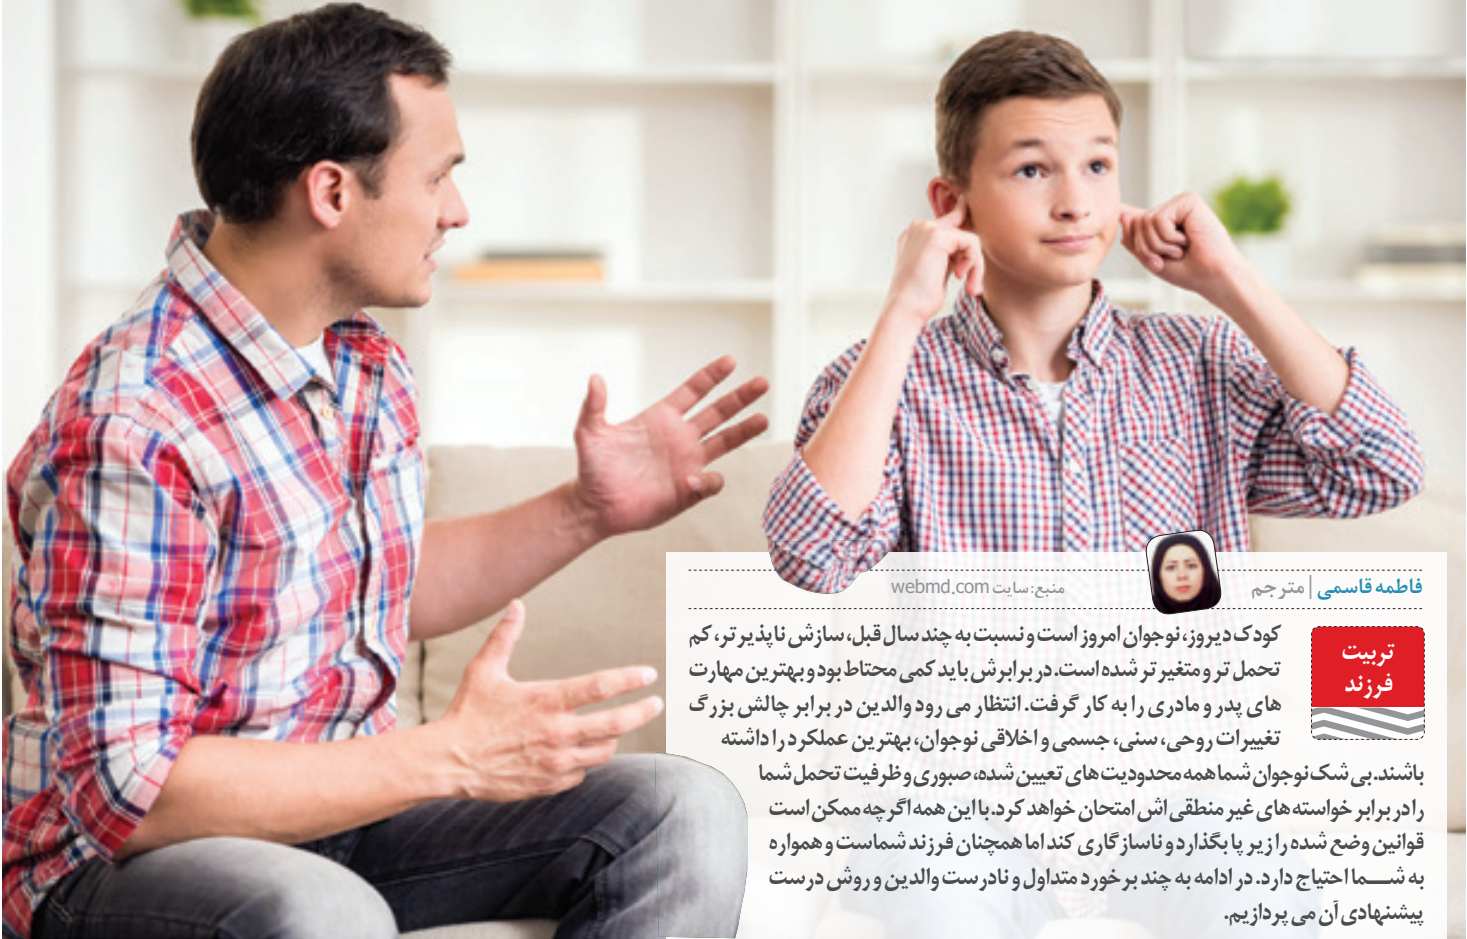 فاطمه قاسمی | مترجم
منبع: سایت webmd.com
تربیت
فرزند
کودک دیروز، نوجوان امروز است و نسبت به چند سال قبل، سازش ناپذیر تر، کم
تحمل تر و متغیر تر شده است. در برابرش باید کمی محتاط بود و بهترین مهارت
های پدر و مادری را به کار گرفت. انتظار می رود والدین در برابر چالش بزرگ
تغییرات روحی، سنی، جسمی و اخلاقی نوجوان، بهترین عملکرد را داشته
باشند. بی شک نوجوان شما همه محدودیت های تعیین شده، صبوری و ظرفیت تحمل شما
را در برابر خواسته های غیر منطقی اش امتحان خواهد کرد. با این همه اگر چه ممکن است
قوانین وضع شده را زیر پا بگذارد و ناسازگاری کند اما همچنان فرزند شماست و همواره
به شـــما احتیاج دارد. در ادامه به چند برخورد متداول و نادرست والدین و روش درست
پیشنهادی آن می پردازیم.